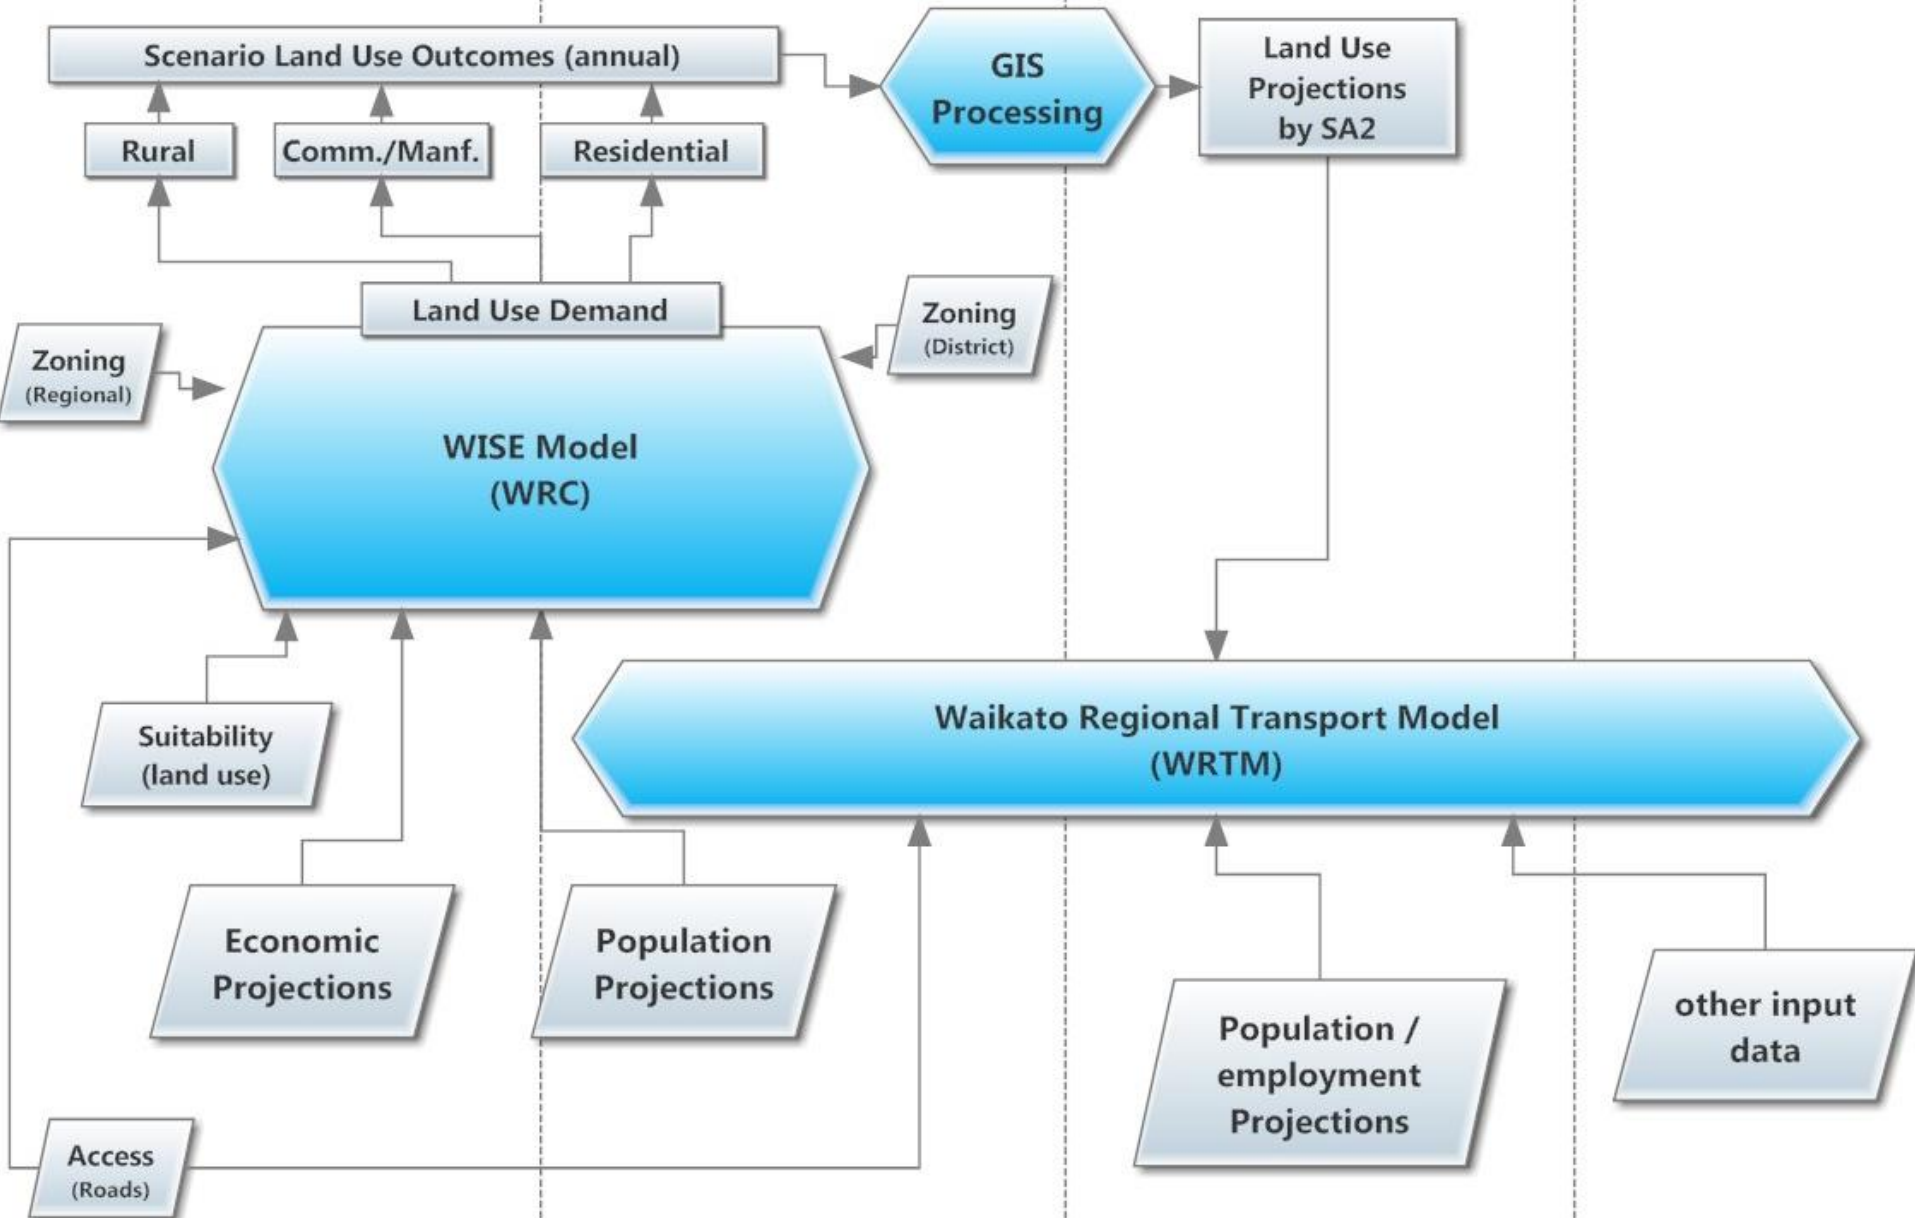 Scenario Land Use Outcomes (annual)
GIS
Processing
Land Use
Projections
by SA2
Rural
Comm./Manf.
Residential
Land Use Demand
Zoning
(District)
Zoning
(Regional)
WISE Model
(WRC)
Suitability
(land use)
Waikato Regional Transport Model
(WRTM)
Economic
Projections
Population
Projections
Population /
employment
Projections
other input
data
Access
(Roads)